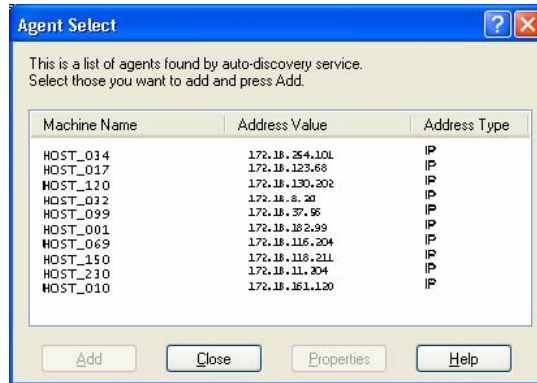 Agent Select
This is a list of agents found by auto-discovery service.
Select those you want to add and press Add.
Machine Name Address Value Address Type
HOST_034 172.18.254.101 IP
HOST_017 172.18.123.68 IP
HOST_120 172.18.130.202 IP
HOST_032 172.18.8.20 IP
HOST_099 172.18.37.95 IP
HOST_001 172.18.182.99 IP
HOST_069 172.18.116.204 IP
HOST_150 172.18.118.211 IP
HOST_230 172.18.11.204 IP
HOST_010 172.18.161.120 IP
Add Close Properties Help